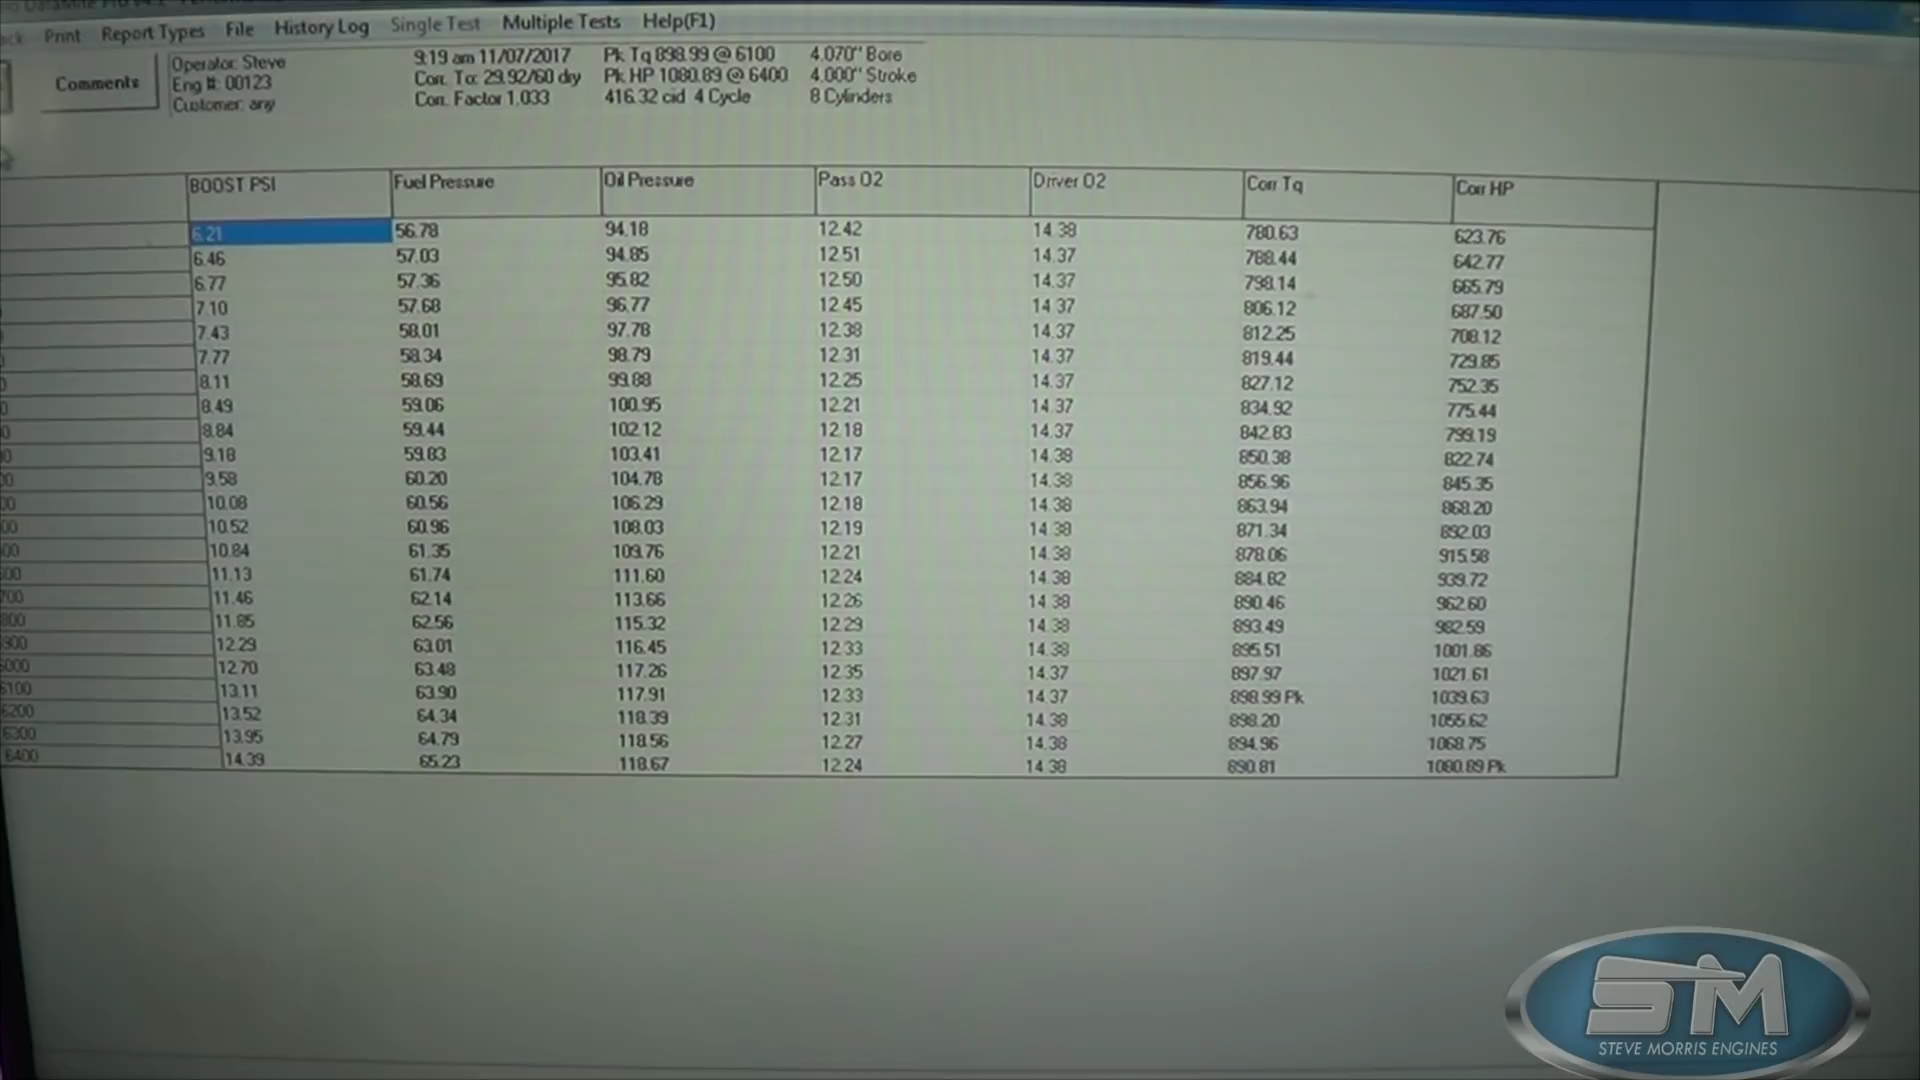 Print Report Types File History Log Single Test Multiple Tests Help(F1)
Comments
Operator: Steve
Eng #: 00123
Customer: any
9:19 am 11/07/2017
Corr. To: 29.92/60 dry
Corr. Factor 1.033
Pk Tq 898.99 @ 6100
Pk HP 1080.89 @ 6400
416.32 cid 4 Cycle
4.070" Bore
4.000" Stroke
8 Cylinders
BOOST PSI Fuel Pressure Oil Pressure Pass O2 Driver O2 Corr Tq Corr HP
6.21 56.78 94.18 12.42 14.38 780.63 623.76
6.46 57.03 94.85 12.51 14.37 788.44 642.77
6.77 57.36 95.82 12.50 14.37 798.14 665.79
7.10 57.68 96.77 12.45 14.37 806.12 687.50
7.43 58.01 97.78 12.38 14.37 812.25 708.12
7.77 58.34 98.79 12.31 14.37 819.44 729.85
8.11 58.69 99.88 12.25 14.37 827.12 752.35
8.49 59.06 100.95 12.21 14.37 834.92 775.44
8.84 59.44 102.12 12.18 14.37 842.83 799.19
9.18 59.83 103.41 12.17 14.38 850.38 822.74
9.58 60.20 104.78 12.17 14.38 856.96 845.35
10.08 60.56 106.29 12.18 14.38 863.94 868.20
10.52 60.96 108.03 12.19 14.38 871.34 892.03
10.84 61.35 109.76 12.21 14.38 878.06 915.58
11.13 61.74 111.60 12.24 14.38 884.82 939.72
11.46 62.14 113.66 12.26 14.38 890.46 962.60
11.85 62.56 115.32 12.29 14.38 893.49 982.59
12.29 63.01 116.45 12.33 14.38 895.51 1001.86
12.70 63.48 117.26 12.35 14.37 897.97 1021.61
6100 13.11 63.90 117.91 12.33 14.37 898.99 Pk 1039.63
6200 13.52 64.34 118.39 12.31 14.38 898.20 1055.62
6300 13.95 64.79 118.56 12.27 14.38 894.96 1068.75
6400 14.39 65.23 118.67 12.24 14.38 890.81 1080.89 Pk
SM
STEVE MORRIS ENGINES